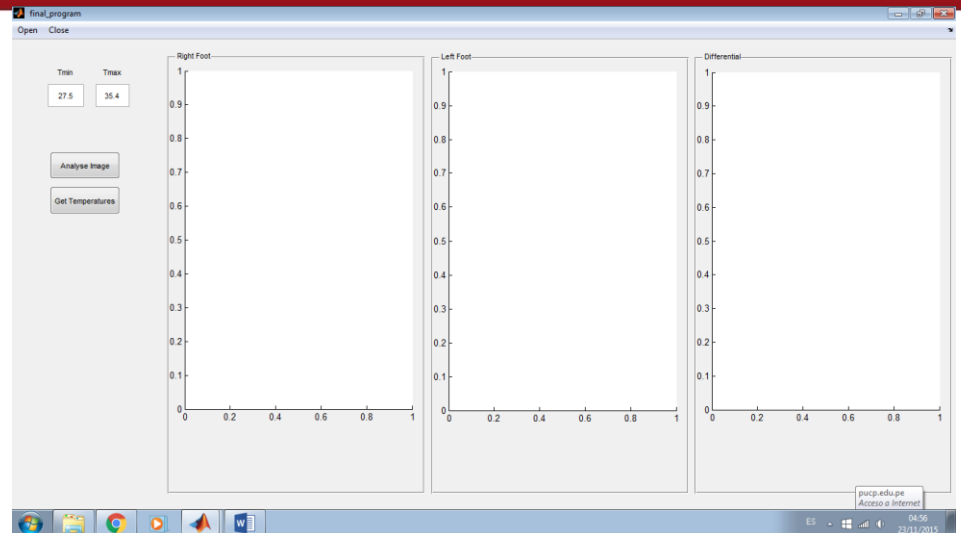 final_program
Open Close
Tmin Tmax
27.5 35.4
Analyse Image
Get Temperatures
Right Foot
1
0.9
0.8
0.7
0.6
0.5
0.4
0.3
0.2
0.1
0
0 0.2 0.4 0.6 0.8 1
Left Foot
1
0.9
0.8
0.7
0.6
0.5
0.4
0.3
0.2
0.1
0
0 0.2 0.4 0.6 0.8 1
Differential
1
0.9
0.8
0.7
0.6
0.5
0.4
0.3
0.2
0.1
0
0 0.2 0.4 0.6 0.8 1
pucp.edu.pe
Acceso a Internet
W
ES
04:56
23/11/2015